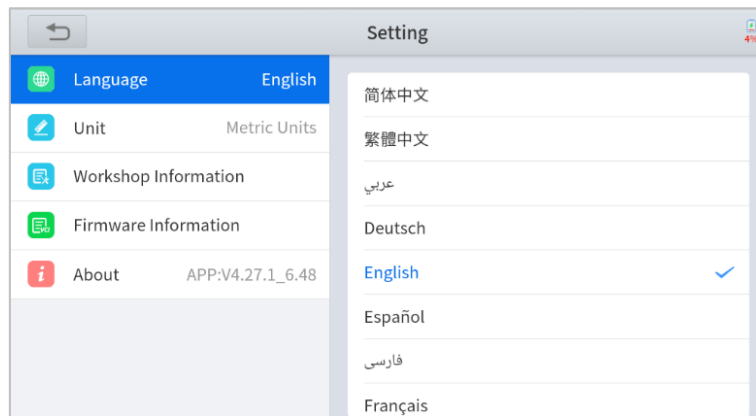 Setting
4%
Language English
Unit Metric Units
Workshop Information
Firmware Information
About APP:V4.27.1_6.48
简体中文
繁體中文
عربي
Deutsch
English
Español
فارسی
Français